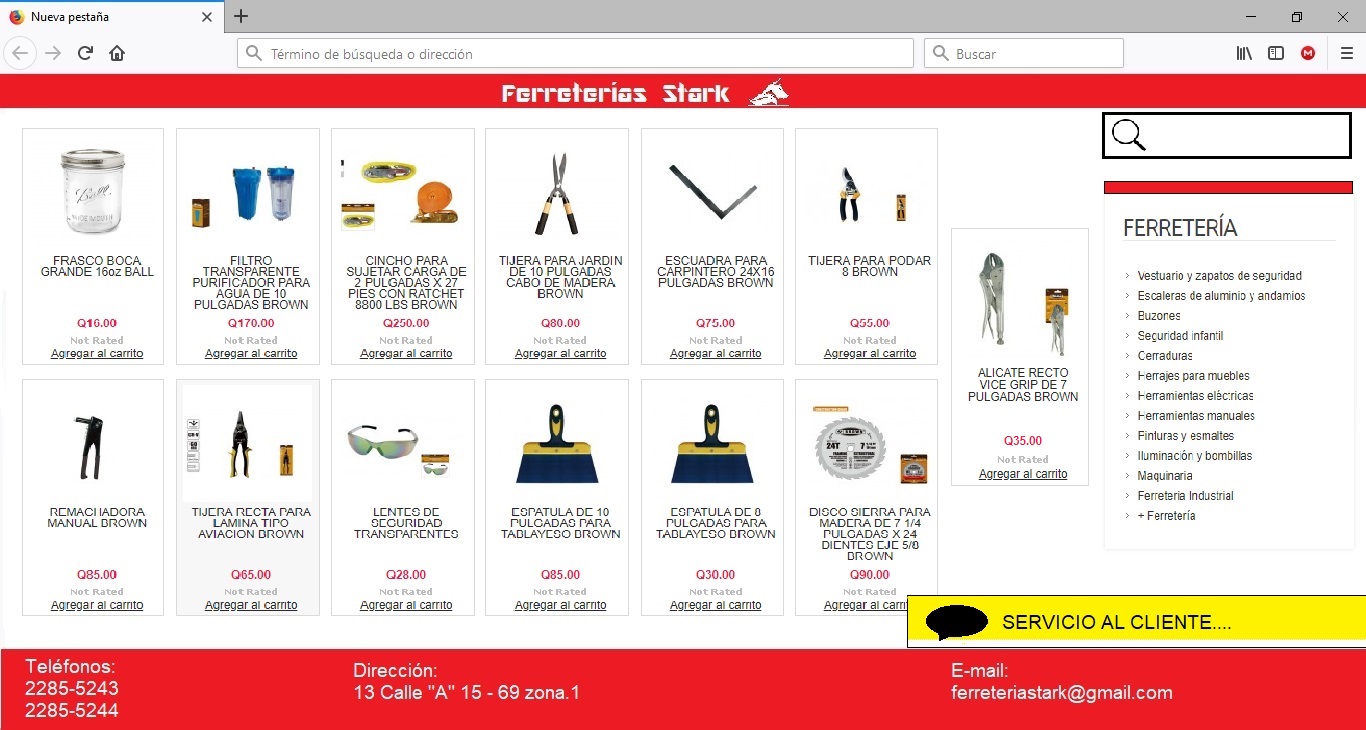 Nueva pestaña
Término de búsqueda o dirección
Buscar
Ferreterias Stark
Ball
FRASCO BOCA
GRANDE 16oz BALL
Q16.00
Not Rated
Agregar al carrito
FILTRO
TRANSPARENTE
PURIFICADOR PARA
AGUA DE 10
PULGADAS BROWN
Q170.00
Not Rated
Agregar al carrito
CINCHO PARA
SUJETAR CARGA DE
2 PULGADAS X 27
PIES CON RATCHET
8800 LBS BROWN
Q250.00
Not Rated
Agregar al carrito
TIJERA PARA JARDIN
DE 10 PULGADAS
CABO DE MADERA
BROWN
Q80.00
Not Rated
Agregar al carrito
ESCUADRA PARA
CARPINTERO 24X16
PULGADAS BROWN
Q75.00
Not Rated
Agregar al carrito
TIJERA PARA PODAR
8 BROWN
Q55.00
Not Rated
Agregar al carrito
ALICATE RECTO
VICE GRIP DE 7
PULGADAS BROWN
Q35.00
Not Rated
Agregar al carrito
REMACHADORA
MANUAL BROWN
Q85.00
Not Rated
Agregar al carrito
TIJERA RECTA PARA
LAMINA TIPO
AVIACION BROWN
Q65.00
Not Rated
Agregar al carrito
LENTES DE
SEGURIDAD
TRANSPARENTES
Q28.00
Not Rated
Agregar al carrito
ESPATULA DE 10
PULGADAS PARA
TABLAYESO BROWN
Q85.00
Not Rated
Agregar al carrito
ESPATULA DE 8
PULGADAS PARA
TABLAYESO BROWN
Q30.00
Not Rated
Agregar al carrito
24T
DISCO SIERRA PARA
MADERA DE 7 1/4
PULGADAS X 24
DIENTES EJE 5/8
BROWN
Q90.00
Not Rated
Agregar al carrito
FERRETERÍA
Vestuario y zapatos de seguridad
Escaleras de aluminio y andamios
Buzones
Seguridad infantil
Cerraduras
Herrajes para muebles
Herramientas eléctricas
Herramientas manuales
Pinturas y esmaltes
Iluminación y bombillas
Maquinaria
Ferreteria Industrial
+ Ferretería
SERVICIO AL CLIENTE....
Teléfonos:
2285-5243
2285-5244
Dirección:
13 Calle "A" 15 - 69 zona.1
E-mail:
ferreteriastark@gmail.com